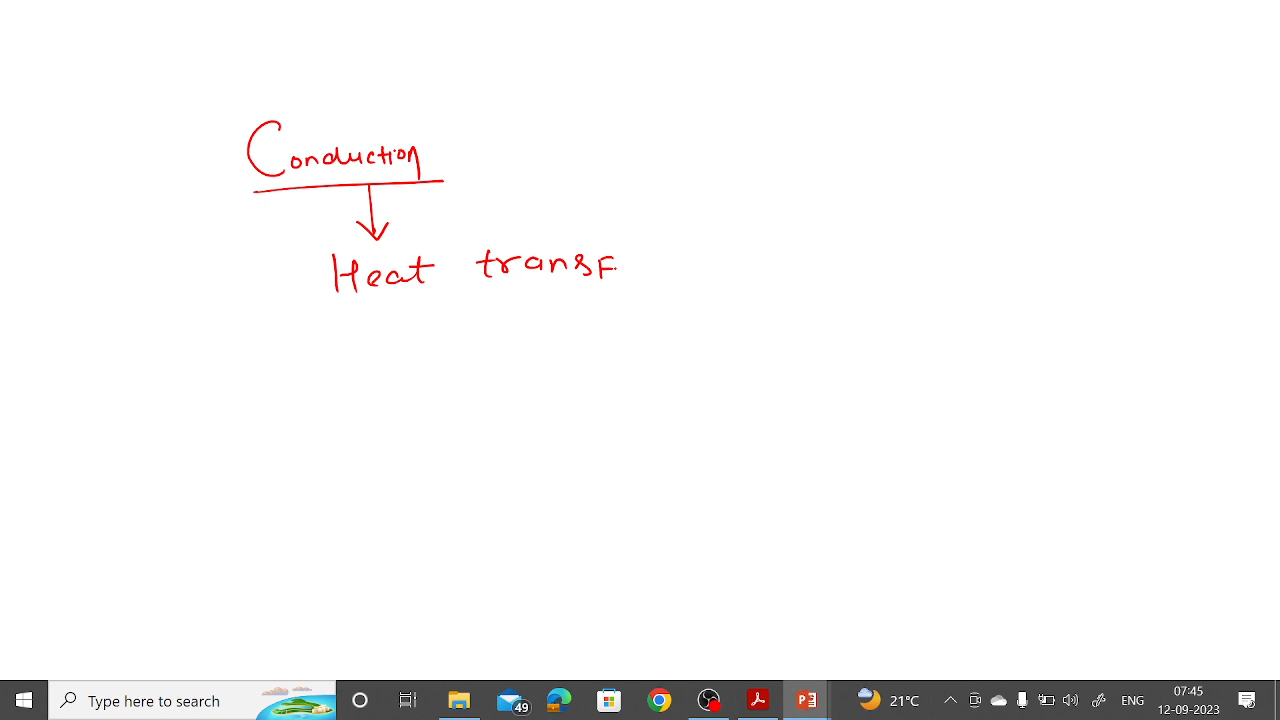 Conduction
Heat transF
Type here to search
49
21°C
ENG
07:45
12-09-2023